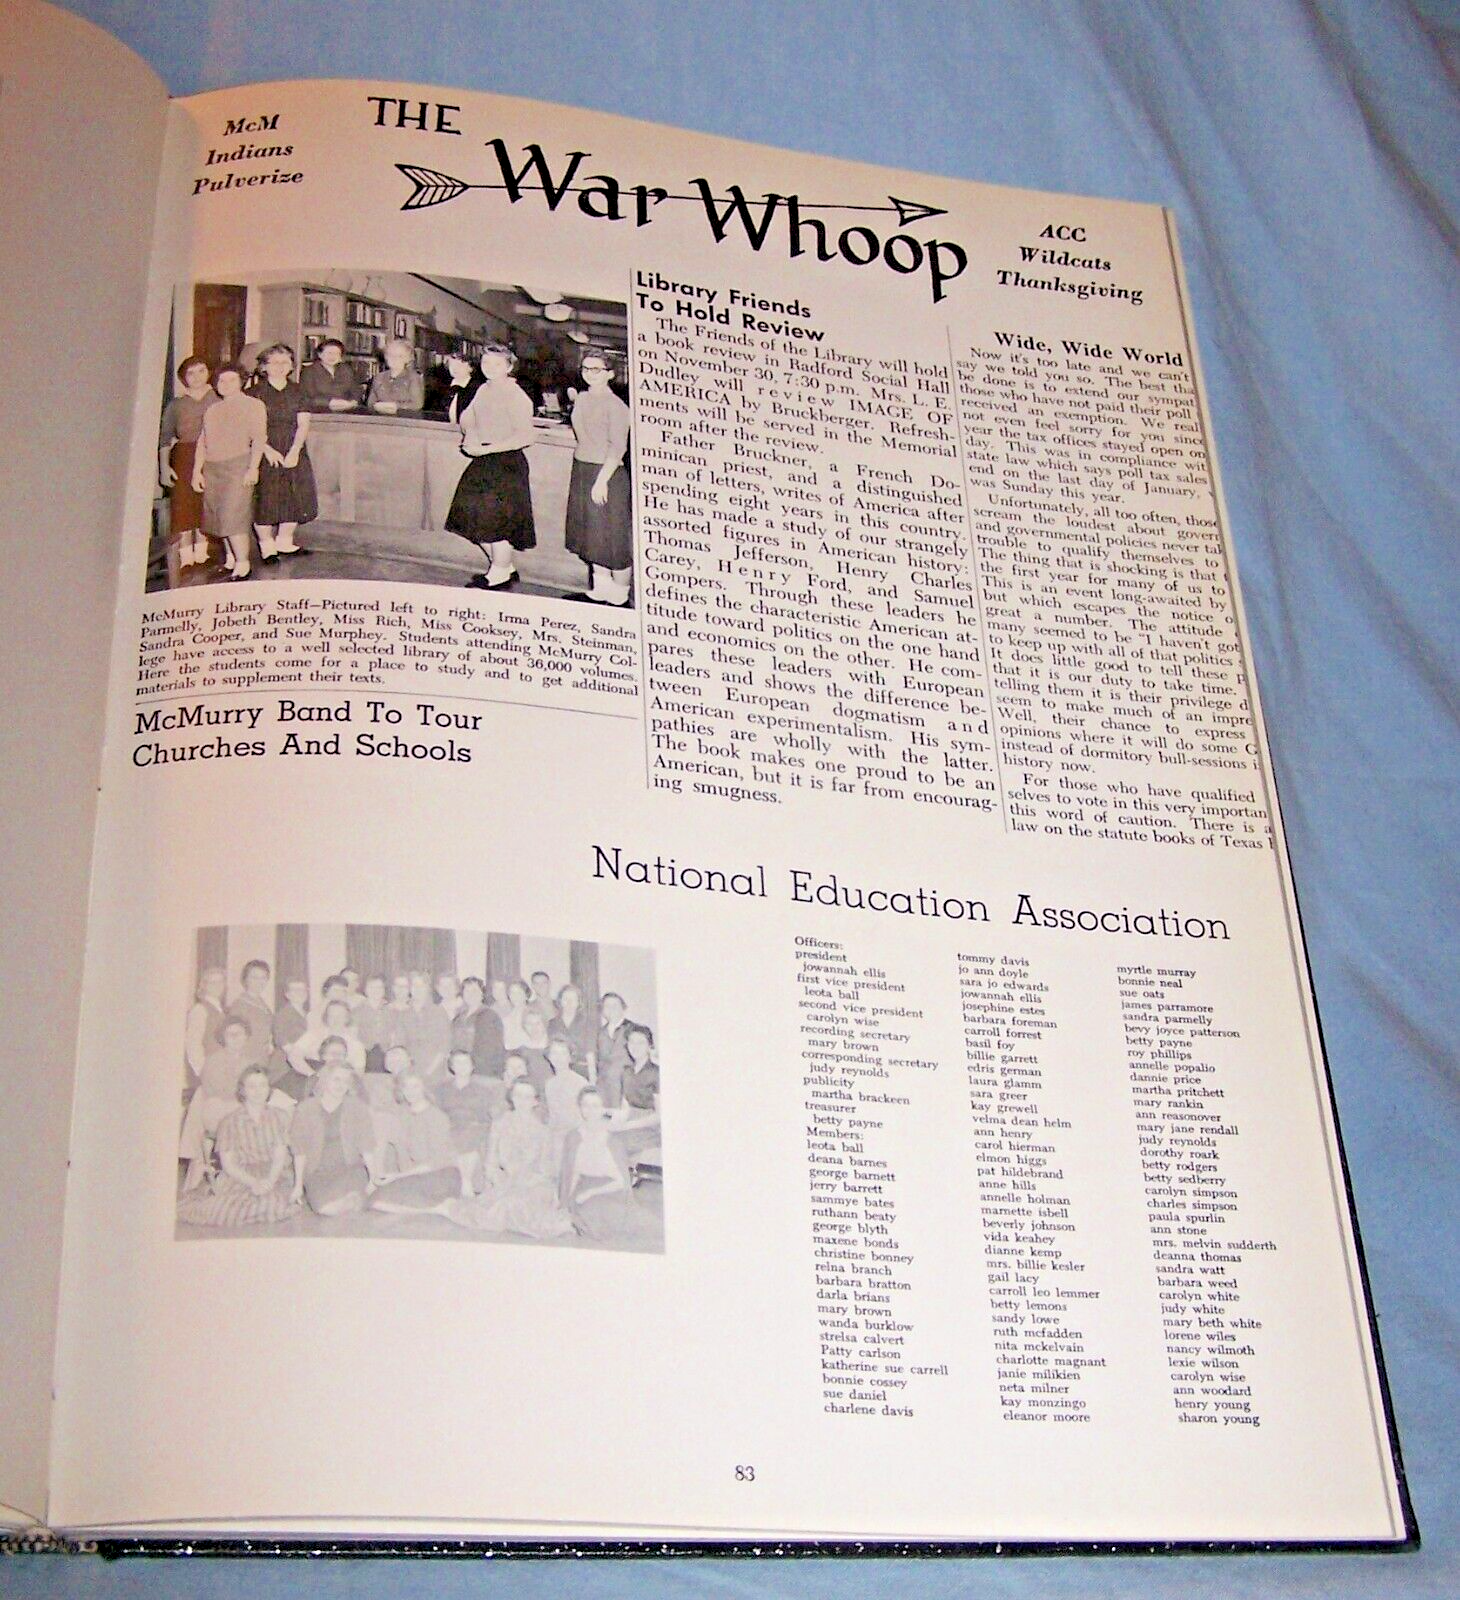 McM
Indians
Pulverize
THE
War Whoop
ACC
Wildcats
Thanksgiving
McMurry Library Staff—Pictured left to right: Irma Perez, Sandra
Parmelly, Jobeth Bentley, Miss Rich, Miss Cooksey, Mrs. Steinman,
Sandra Cooper, and Sue Murphey. Students attending McMurry Col-
lege have access to a well selected library of about 36,000 volumes.
Here the students come for a place to study and to get additional
materials to supplement their texts.
McMurry Band To Tour
Churches And Schools
Library Friends
To Hold Review
The Friends of the Library will hold
a book review in Radford Social Hall
on November 30, 7:30 p.m. Mrs. L. E.
Dudley will review IMAGE OF
AMERICA by Bruckberger. Refresh-
ments will be served in the Memorial
room after the review.
Father Bruckner, a French Do-
minican priest, and a distinguished
man of letters, writes of America after
spending eight years in this country.
He has made a study of our strangely
assorted figures in American history:
Thomas Jefferson, Henry Charles
Carey, Henry Ford, and Samuel
Gompers. Through these leaders he
defines the characteristic American at-
titude toward politics on the one hand
and economics on the other. He com-
pares these leaders with European
leaders and shows the difference be-
tween European dogmatism and
American experimentalism. His sym-
pathies are wholly with the latter.
The book makes one proud to be an
American, but it is far from encourag-
ing smugness.
Wide, Wide World
Now it's too late and we can't
say we told you so. The best
be done is to extend our
those who have not paid their poll
received an exemption. We
not even feel sorry for you
year the tax offices stayed open
day. This was in compliance
state law which says poll tax sales
end on the last day of January,
was Sunday this year.
Unfortunately, all too often,
scream the loudest about
and governmental policies never
trouble to qualify themselves to
The thing that is shocking is that
the first year for many of us to
This is an event long-awaited by
but which escapes the notice
great a number. The attitude
many seemed to be "I haven't got
to keep up with all of that politics
It does little good to tell these
that it is our duty to take time.
telling them it is their privilege
seem to make much of an
Well, their chance to express
opinions where it will do some
instead of dormitory bull-sessions
history now.
For those who have qualified
selves to vote in this very
this word of caution. There is
law on the statute books of Texas
National Education Association
Officers:
president
jowannah ellis
first vice president
leota ball
second vice president
carolyn wise
recording secretary
mary brown
corresponding secretary
judy reynolds
publicity
martha brackeen
treasurer
betty payne
Members:
leota ball
deana barnes
george barnett
jerry barrett
sammye bates
ruthann beaty
george blyth
maxene bonds
christine bonney
relna branch
barbara bratton
darla brians
mary brown
wanda burklow
strelsa calvert
Patty carlson
katherine sue carrell
bonnie cossey
sue daniel
charlene davis
tommy davis
jo ann doyle
sara jo edwards
jowannah ellis
josephine estes
barbara foreman
carroll forrest
basil foy
billie garrett
edris german
laura glamm
sara greer
kay grewell
velma dean helm
ann henry
carol hierman
elmon higgs
pat hildebrand
anne hills
annelle holman
marnette isbell
beverly johnson
vida keahey
dianne kemp
mrs. billie kesler
gail lacy
carroll leo lemmer
betty lemons
sandy lowe
ruth mcfadden
nita mckelvain
charlotte magnant
janie milikien
neta milner
kay monzingo
eleanor moore
myrtle murray
bonnie neal
sue oats
james parramore
sandra parmelly
bevy joyce patterson
betty payne
roy phillips
annelle popalio
dannie price
martha pritchett
mary rankin
ann reasonover
mary jane rendall
judy reynolds
dorothy roark
betty rodgers
betty sedberry
carolyn simpson
charles simpson
paula spurlin
ann stone
mrs. melvin sudderth
deanna thomas
sandra watt
barbara weed
carolyn white
judy white
mary beth white
lorene wiles
nancy wilmoth
lexie wilson
carolyn wise
ann woodard
henry young
sharon young
83